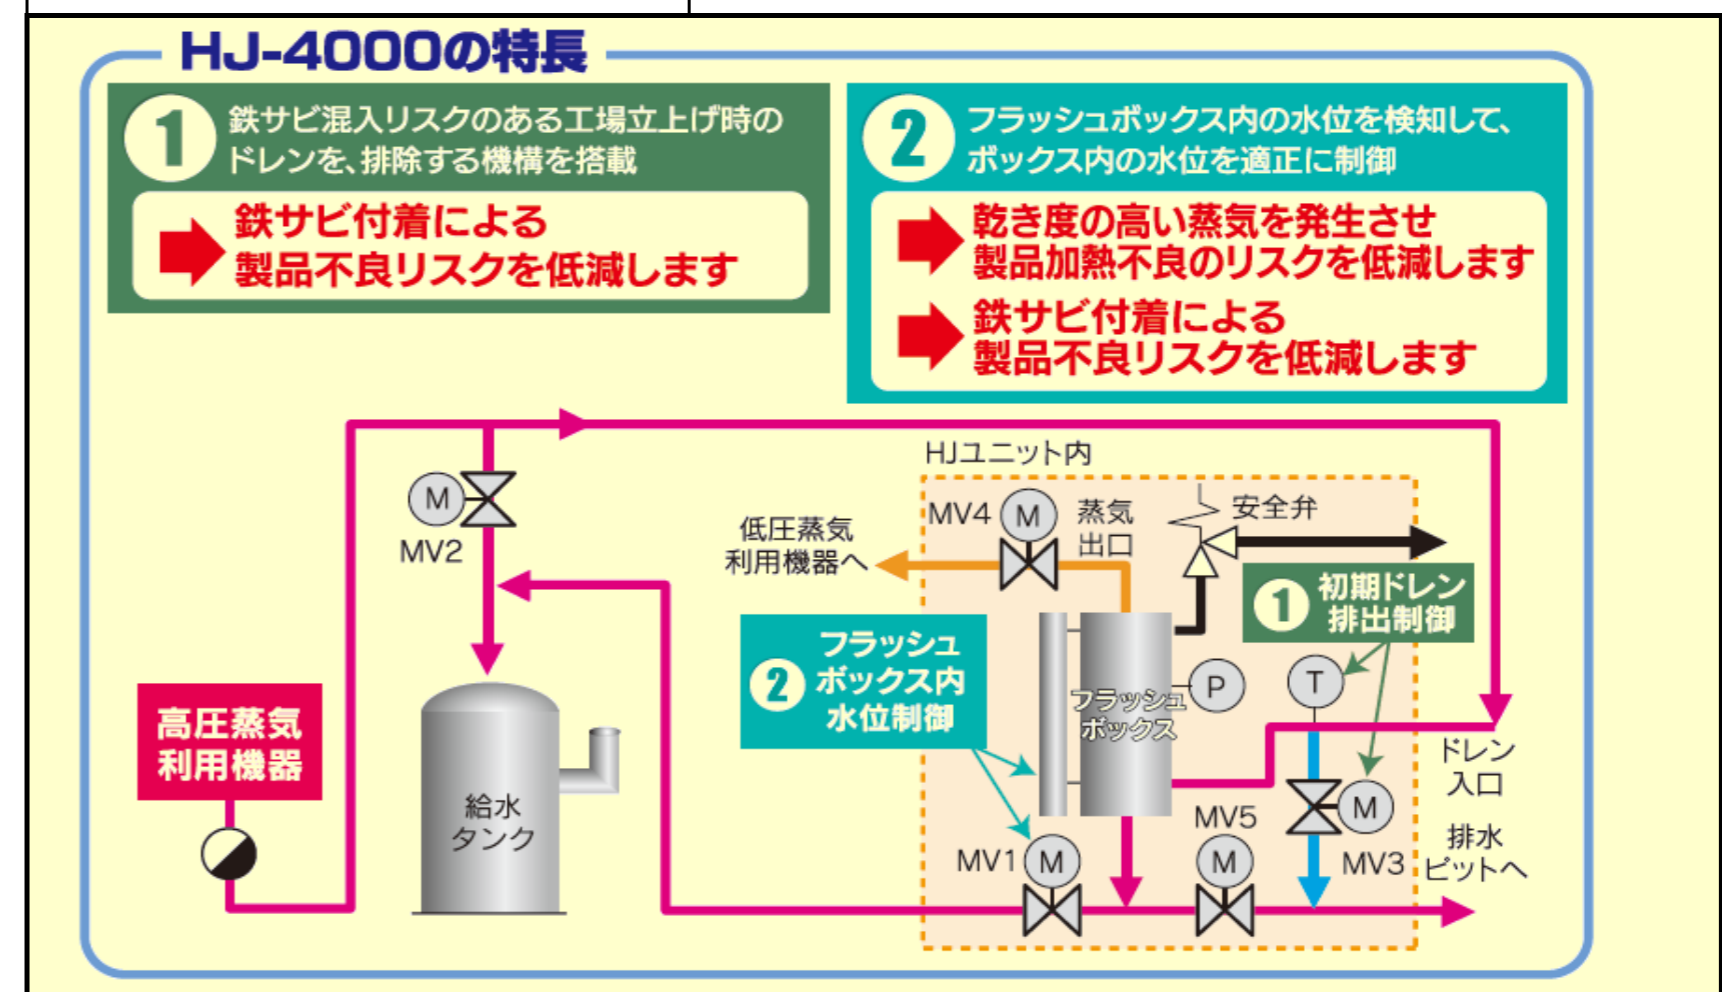 HJ-4000の特長
1
鉄サビ混入リスクのある工場立上げ時の
ドレンを、排除する機構を搭載
鉄サビ付着による
製品不良リスクを低減します
2
フラッシュボックス内の水位を検知して、
ボックス内の水位を適正に制御
乾き度の高い蒸気を発生させ
製品加熱不良のリスクを低減します
鉄サビ付着による
製品不良リスクを低減します
HJユニット内
M
MV2
低圧蒸気
利用機器へ
MV4
M
蒸気
出口
安全弁
1
初期ドレン
排出制御
2
フラッシュ
ボックス内
水位制御
フラッシュ
ボックス
P
T
高圧蒸気
利用機器
給水
タンク
ドレン
入口
MV5
M
MV1
M
M
MV3
排水
ピットへ